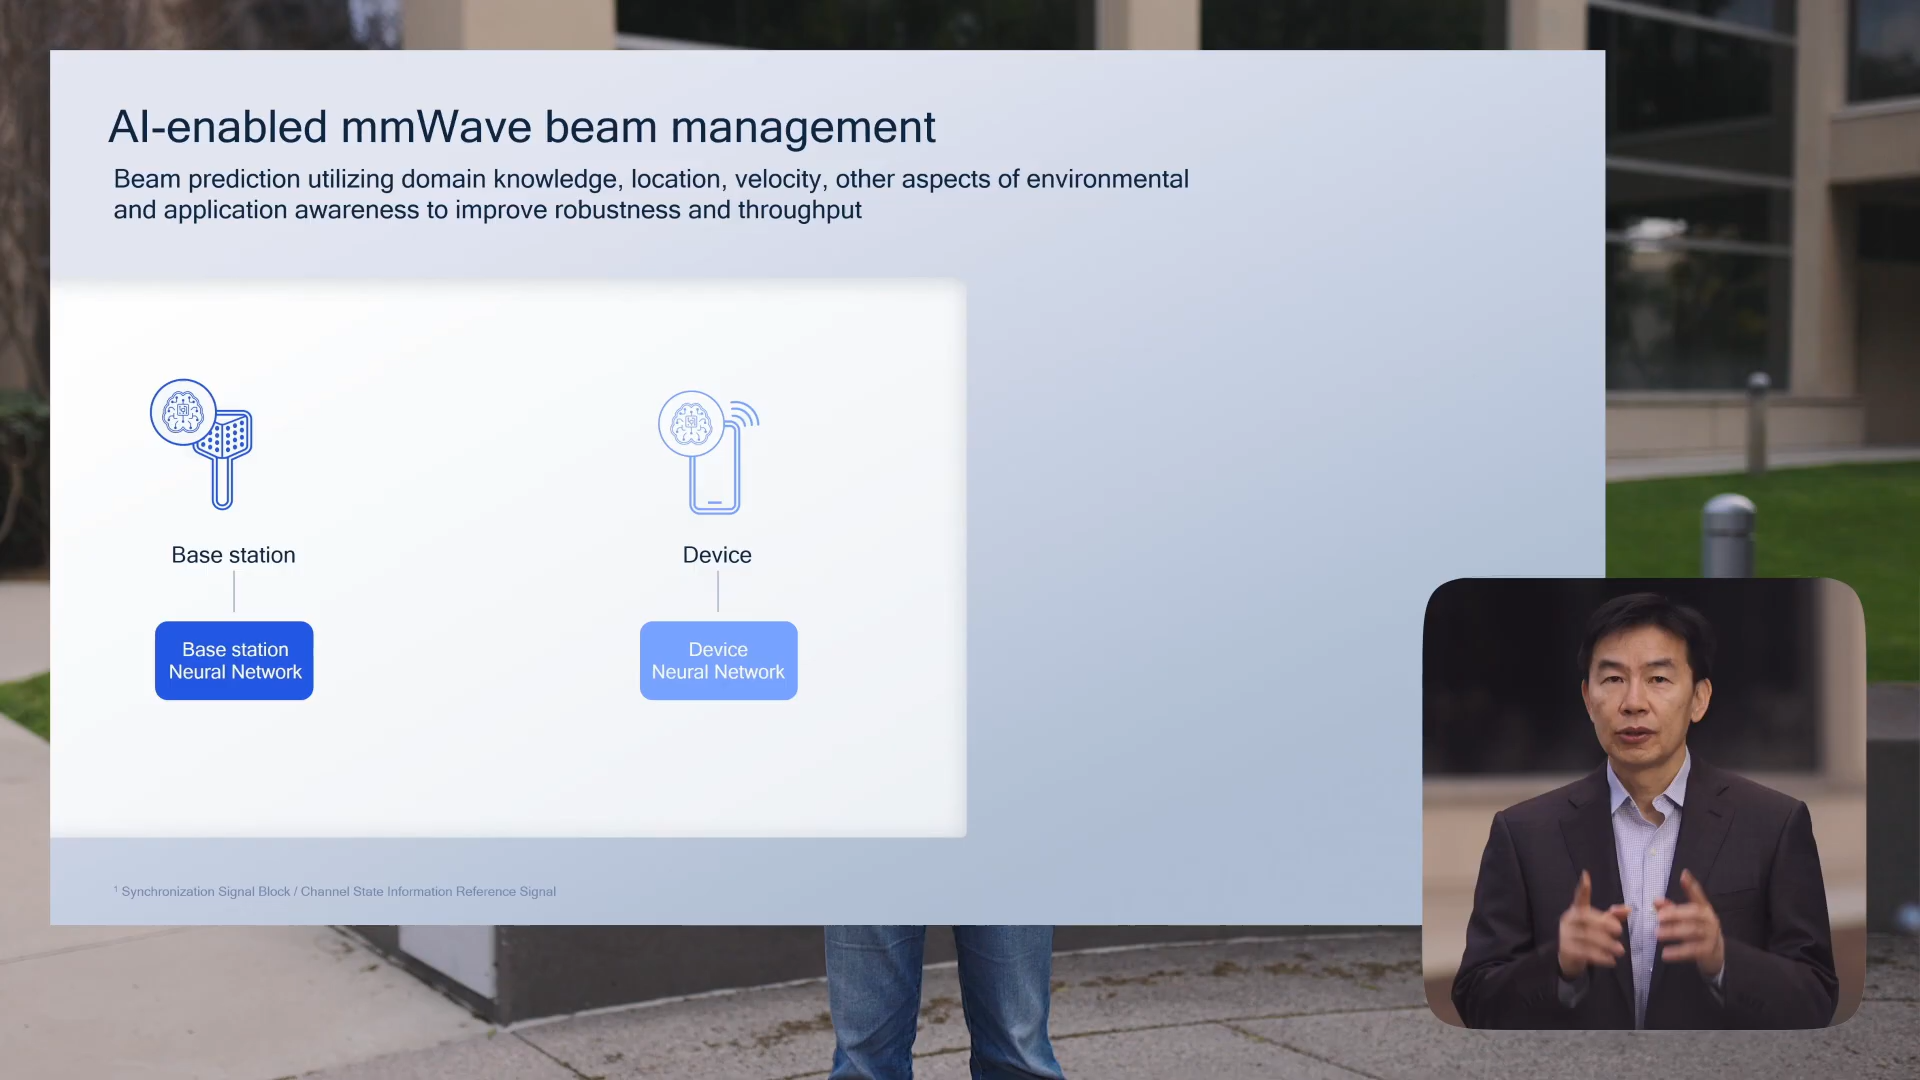 AI-enabled mmWave beam management
Beam prediction utilizing domain knowledge, location, velocity, other aspects of environmental
and application awareness to improve robustness and throughput
Base station
Device
Base station
Neural Network
Device
Neural Network
¹ Synchronization Signal Block / Channel State Information Reference Signal